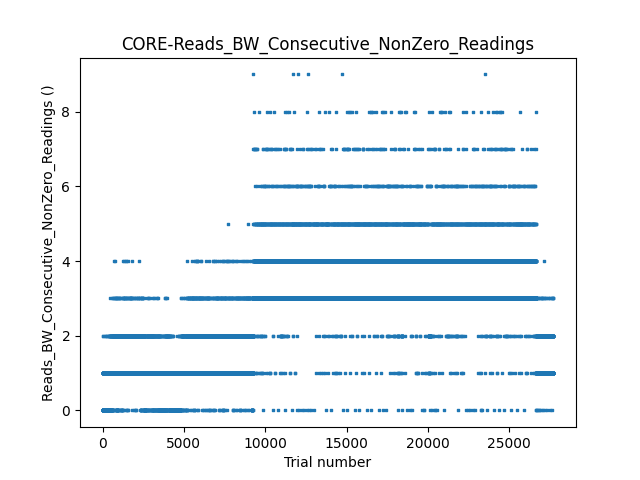 CORE-Reads_BW_Consecutive_NonZero_Readings
Reads_BW_Consecutive_NonZero_Readings ()
8
6
4
2
0
0 5000 10000 15000 20000 25000
Trial number